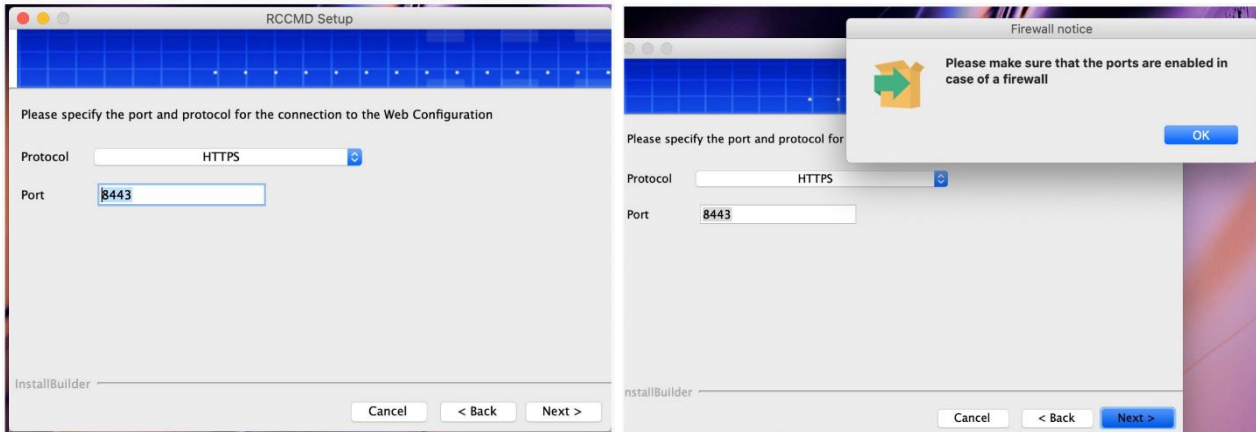 RCCMD Setup
Please specify the port and protocol for the connection to the Web Configuration
Protocol HTTPS
Port 8443
InstallBuilder
Cancel < Back Next >
Firewall notice
Please make sure that the ports are enabled in
case of a firewall
OK
Please specify the port and protocol for
Protocol HTTPS
Port 8443
nstallBuilder
Cancel < Back Next >